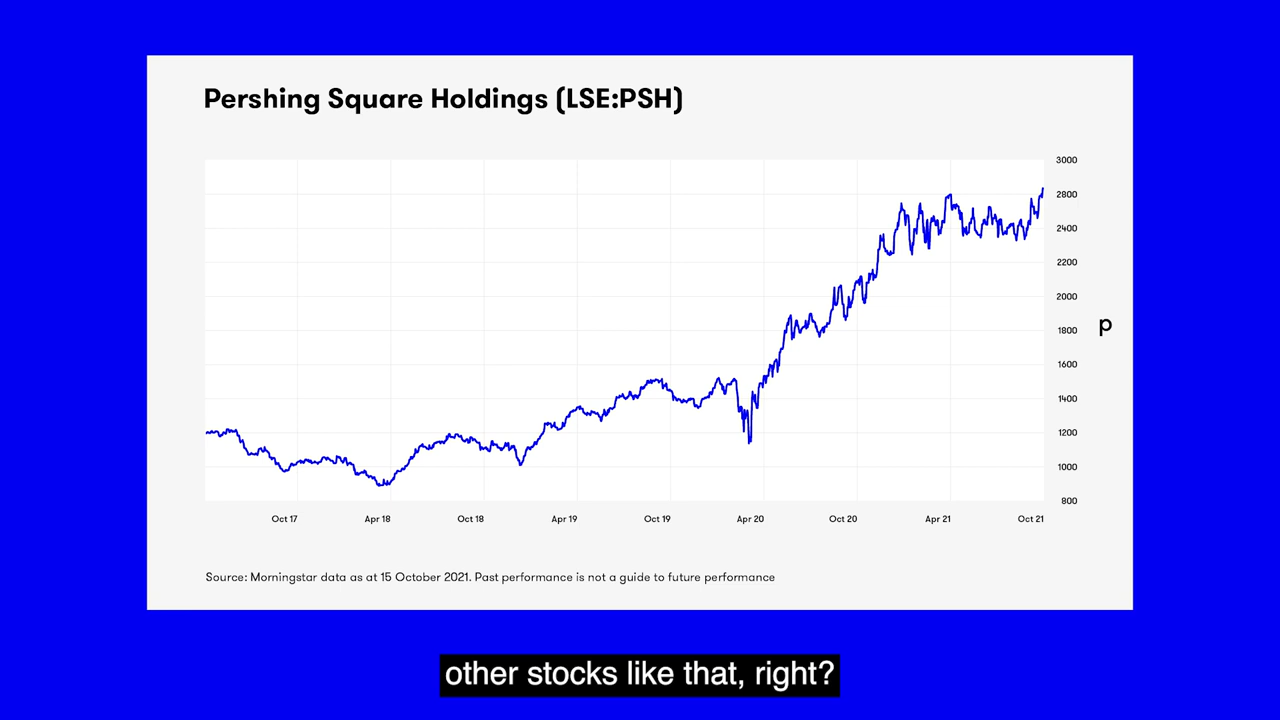 Pershing Square Holdings (LSE:PSH)
3000
2800
2400
2200
2000
1800
1600
1400
1200
1000
800
p
Oct 17 Apr 18 Oct 18 Apr 19 Oct 19 Apr 20 Oct 20 Apr 21 Oct 21
Source: Morningstar data as at 15 October 2021. Past performance is not a guide to future performance
other stocks like that, right?